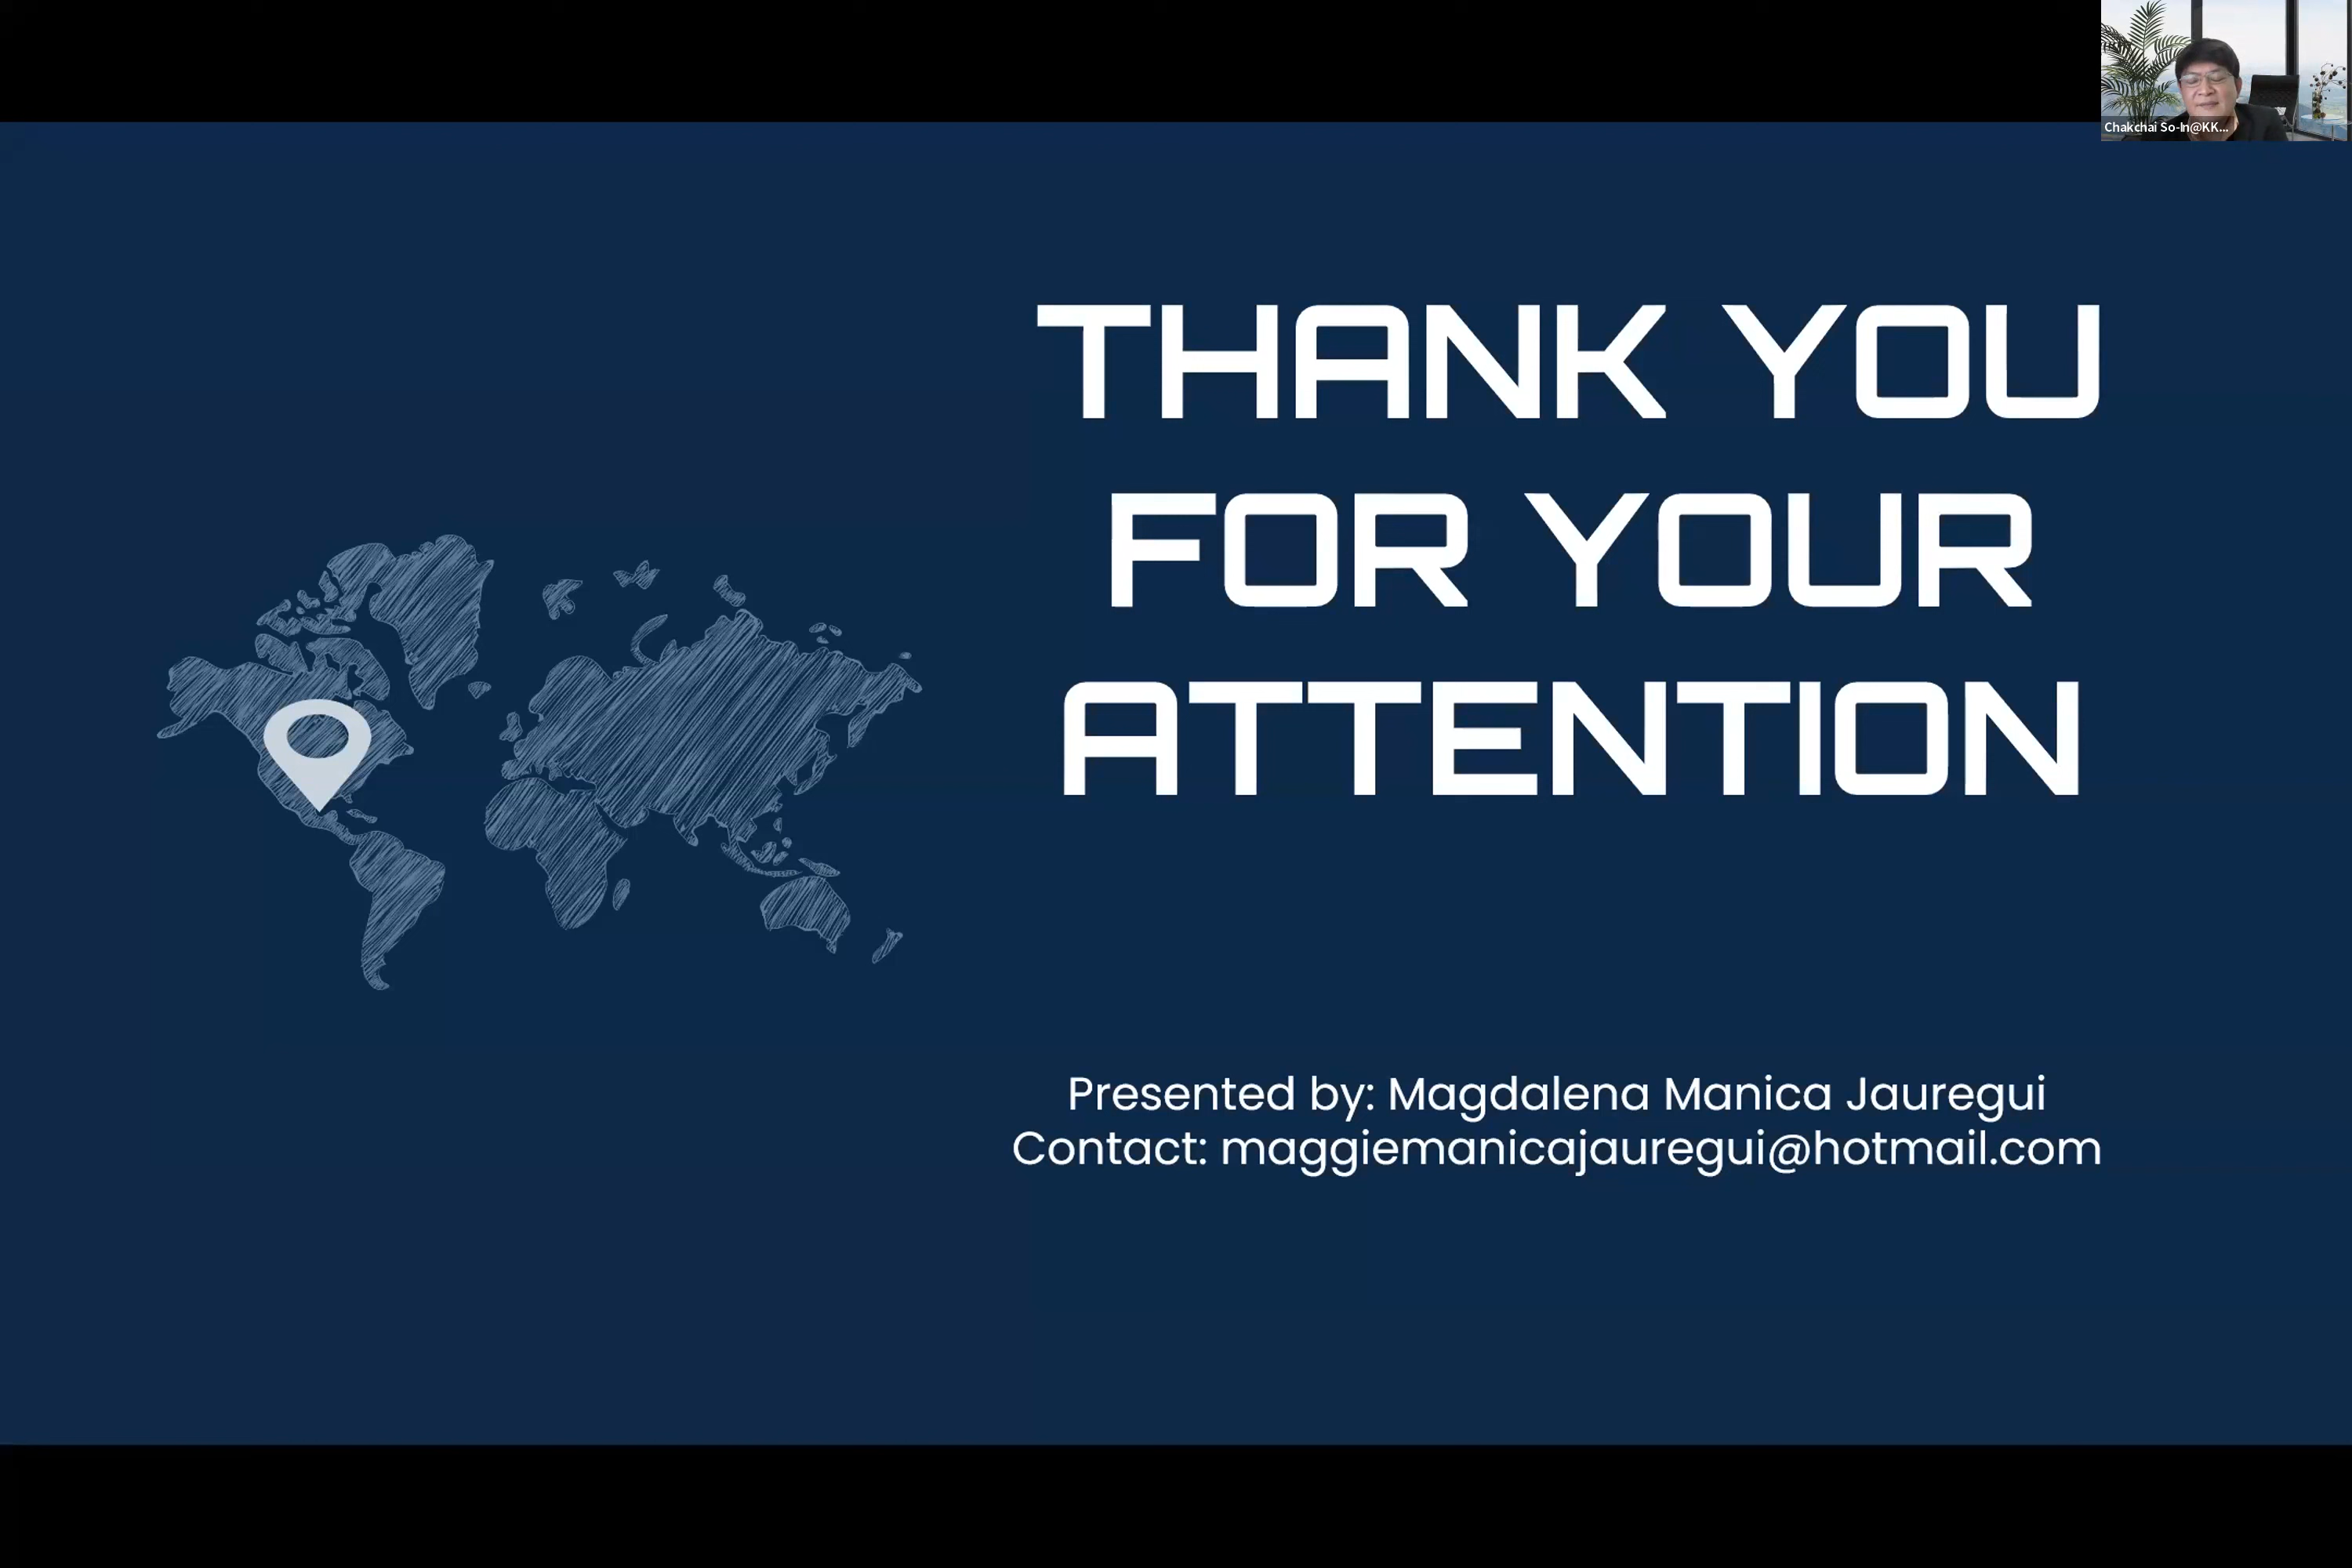 Chakchai So-In@KK...
THANK YOU
FOR YOUR
ATTENTION
Presented by: Magdalena Manica Jauregui
Contact: maggiemanicajauregui@hotmail.com